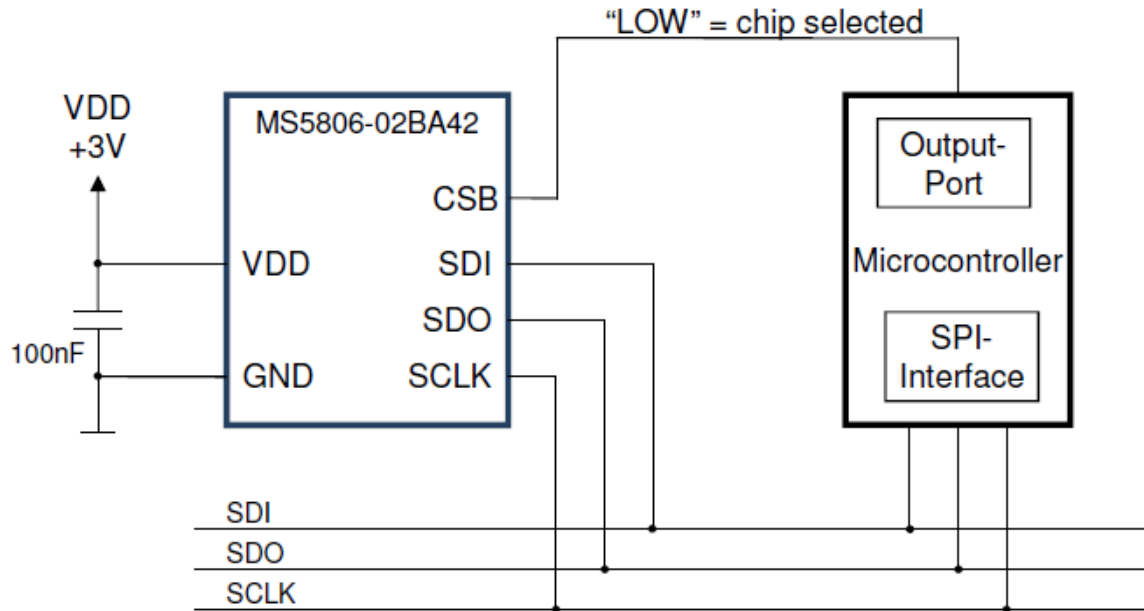 “LOW” = chip selected
VDD
+3V
MS5806-02BA42
Output-
Port
CSB
VDD
SDI
Microcontroller
SDO
100nF
GND
SCLK
SPI-
Interface
SDI
SDO
SCLK